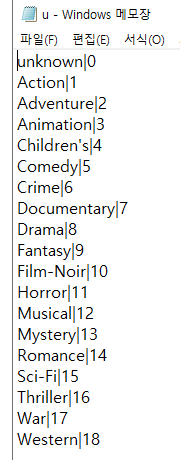 u - Windows 메모장
파일(F) 편집(E) 서식(O)
unknown|0
Action|1
Adventure|2
Animation|3
Children's|4
Comedy|5
Crime|6
Documentary|7
Drama|8
Fantasy|9
Film-Noir|10
Horror|11
Musical|12
Mystery|13
Romance|14
Sci-Fi|15
Thriller|16
War|17
Western|18